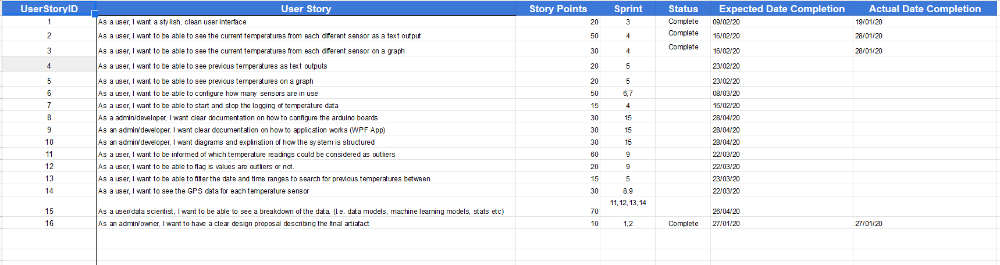 UserStoryID User Story Story Points Sprint Status Expected Date Completion Actual Date Completion
1 As a user, I want a stylish, clean user interface 20 3 Complete 09/02/20 19/01/20
2 As a user, I want to be able to see the current temperatures from each different sensor as a text output 50 4 Complete 16/02/20 28/01/20
3 As a user, I want to be able to see the current temperatures from each different sensor on a graph 30 4 Complete 16/02/20 28/01/20
4 As a user, I want to be able to see previous temperatures as text outputs 20 5 23/02/20
5 As a user, I want to be able to see previous temperatures on a graph 20 5 23/02/20
6 As a user, I want to be able to configure how many sensors are in use 50 6,7 08/03/20
7 As a user, I want to be able to start and stop the logging of temperature data 15 4 16/02/20
8 As a admin/developer, I want clear documentation on how to configure the arduino boards 30 15 28/04/20
9 As an admin/developer, I want clear documentation on how to application works (WPF App) 30 15 28/04/20
10 As an admin/developer, I want diagrams and explination of how the system is structured 30 15 28/04/20
11 As a user, I want to be informed of which temperature readings could be considered as outliers 60 9 22/03/20
12 As a user, I want to be able to flag is values are outliers or not. 20 9 22/03/20
13 As a user, I want to be able to filter the date and time ranges to search for previous temperatures between 15 5 23/03/20
14 As a user, I want to see the GPS data for each temperature sensor 30 8.9 22/03/20
15 As a user/data scientist, I want to be able to see a breakdown of the data. (I.e. data models, machine learning models, stats etc) 70 11,12,13,14 26/04/20
16 As an admin/owner, I want to have a clear design proposal describing the final artiafact 10 1,2 Complete 27/01/20 27/01/20